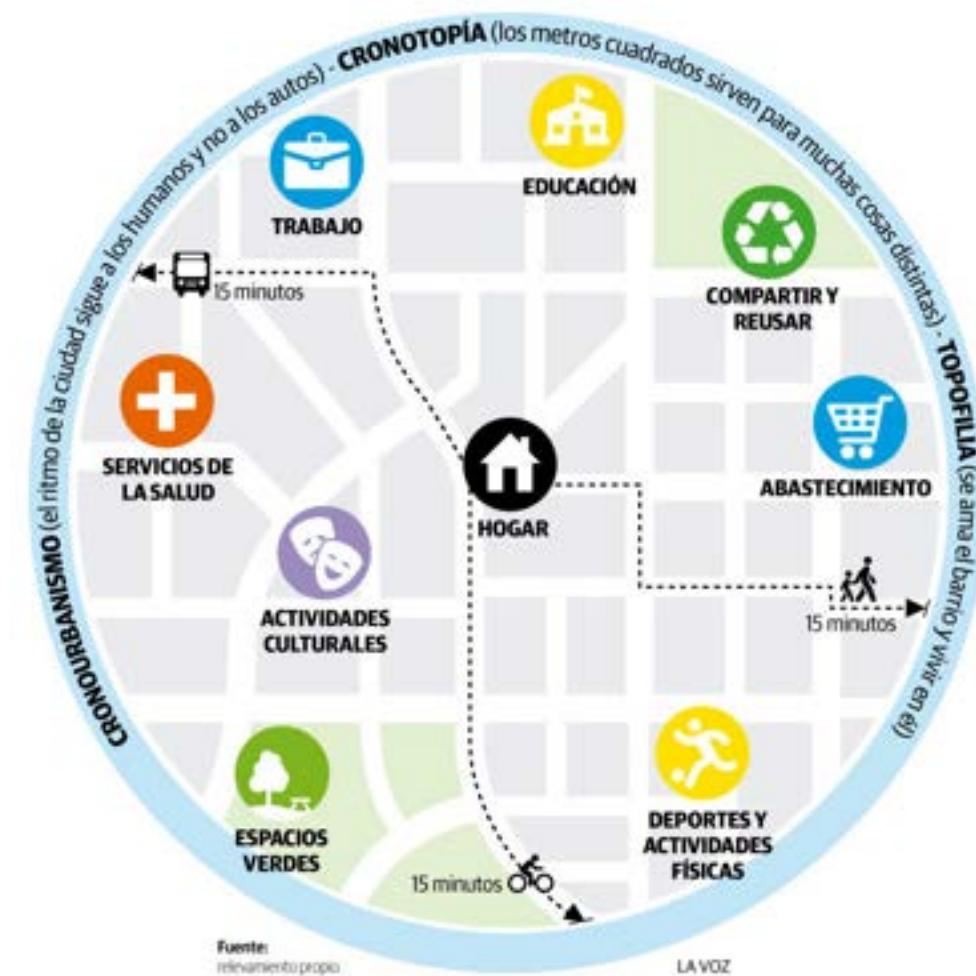 CRONOURBANISMO (el ritmo de la ciudad sigue a los humanos y no a los autos) - CRONOTOPÍA (los metros cuadrados sirven para muchas cosas distintas) - TOPOFILIA (se ama el barrio y vivir en él)
EDUCACIÓN
TRABAJO
15 minutos
COMPARTIR Y
REUSAR
SERVICIOS DE
LA SALUD
ABASTECIMIENTO
HOGAR
ACTIVIDADES
CULTURALES
15 minutos
ESPACIOS
VERDES
DEPORTES Y
ACTIVIDADES
FÍSICAS
15 minutos
Fuente:
relevamiento propio
LA VOZ